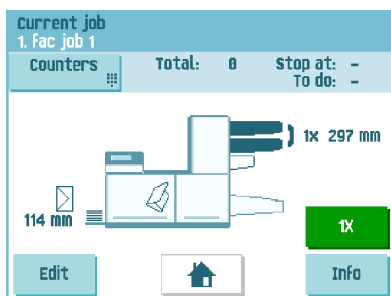 Current job
1. Fac job 1
Counters
Total: 0
Stop at: -
To do: -
1x 297 mm
114 mm
1X
Edit
Info